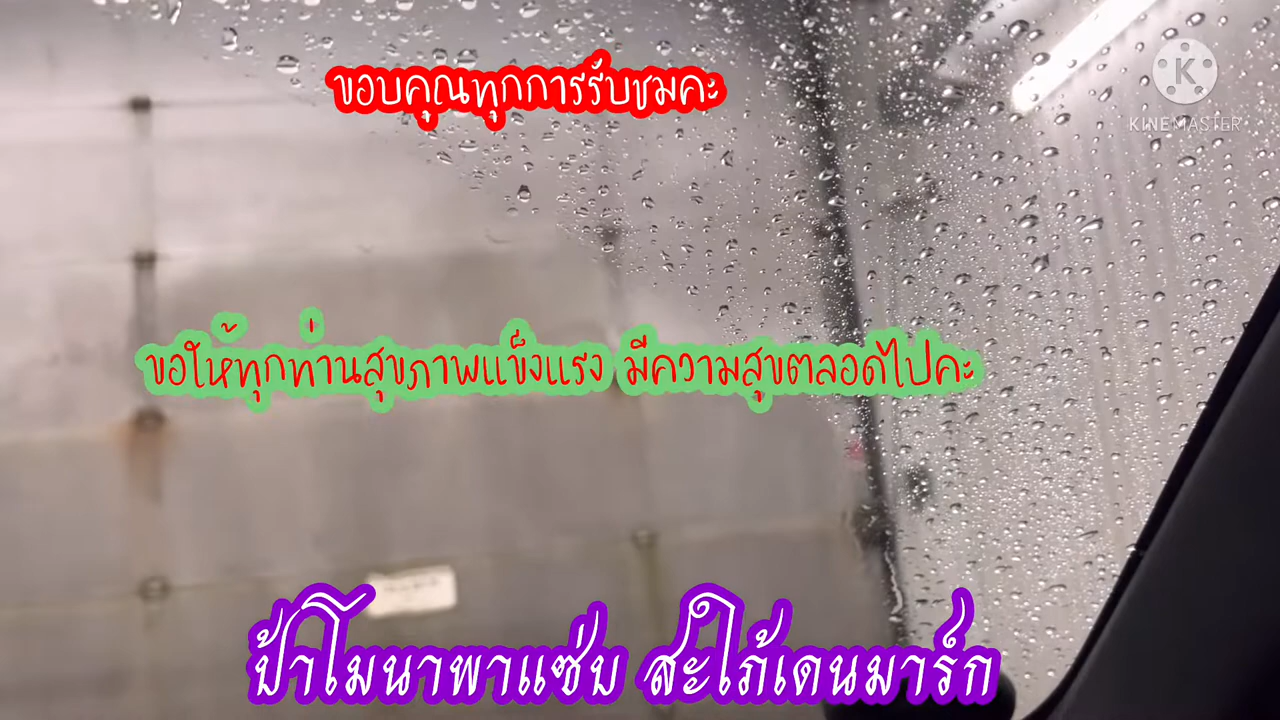 ขอบคุณทุกการรับชมคะ
K
KINEMASTER
ขอให้ทุกท่านสุขภาพแข็งแรง มีความสุขตลอดไปคะ
ป้าโมนาพาแซ่บ สะใภ้เดนมาร์ก